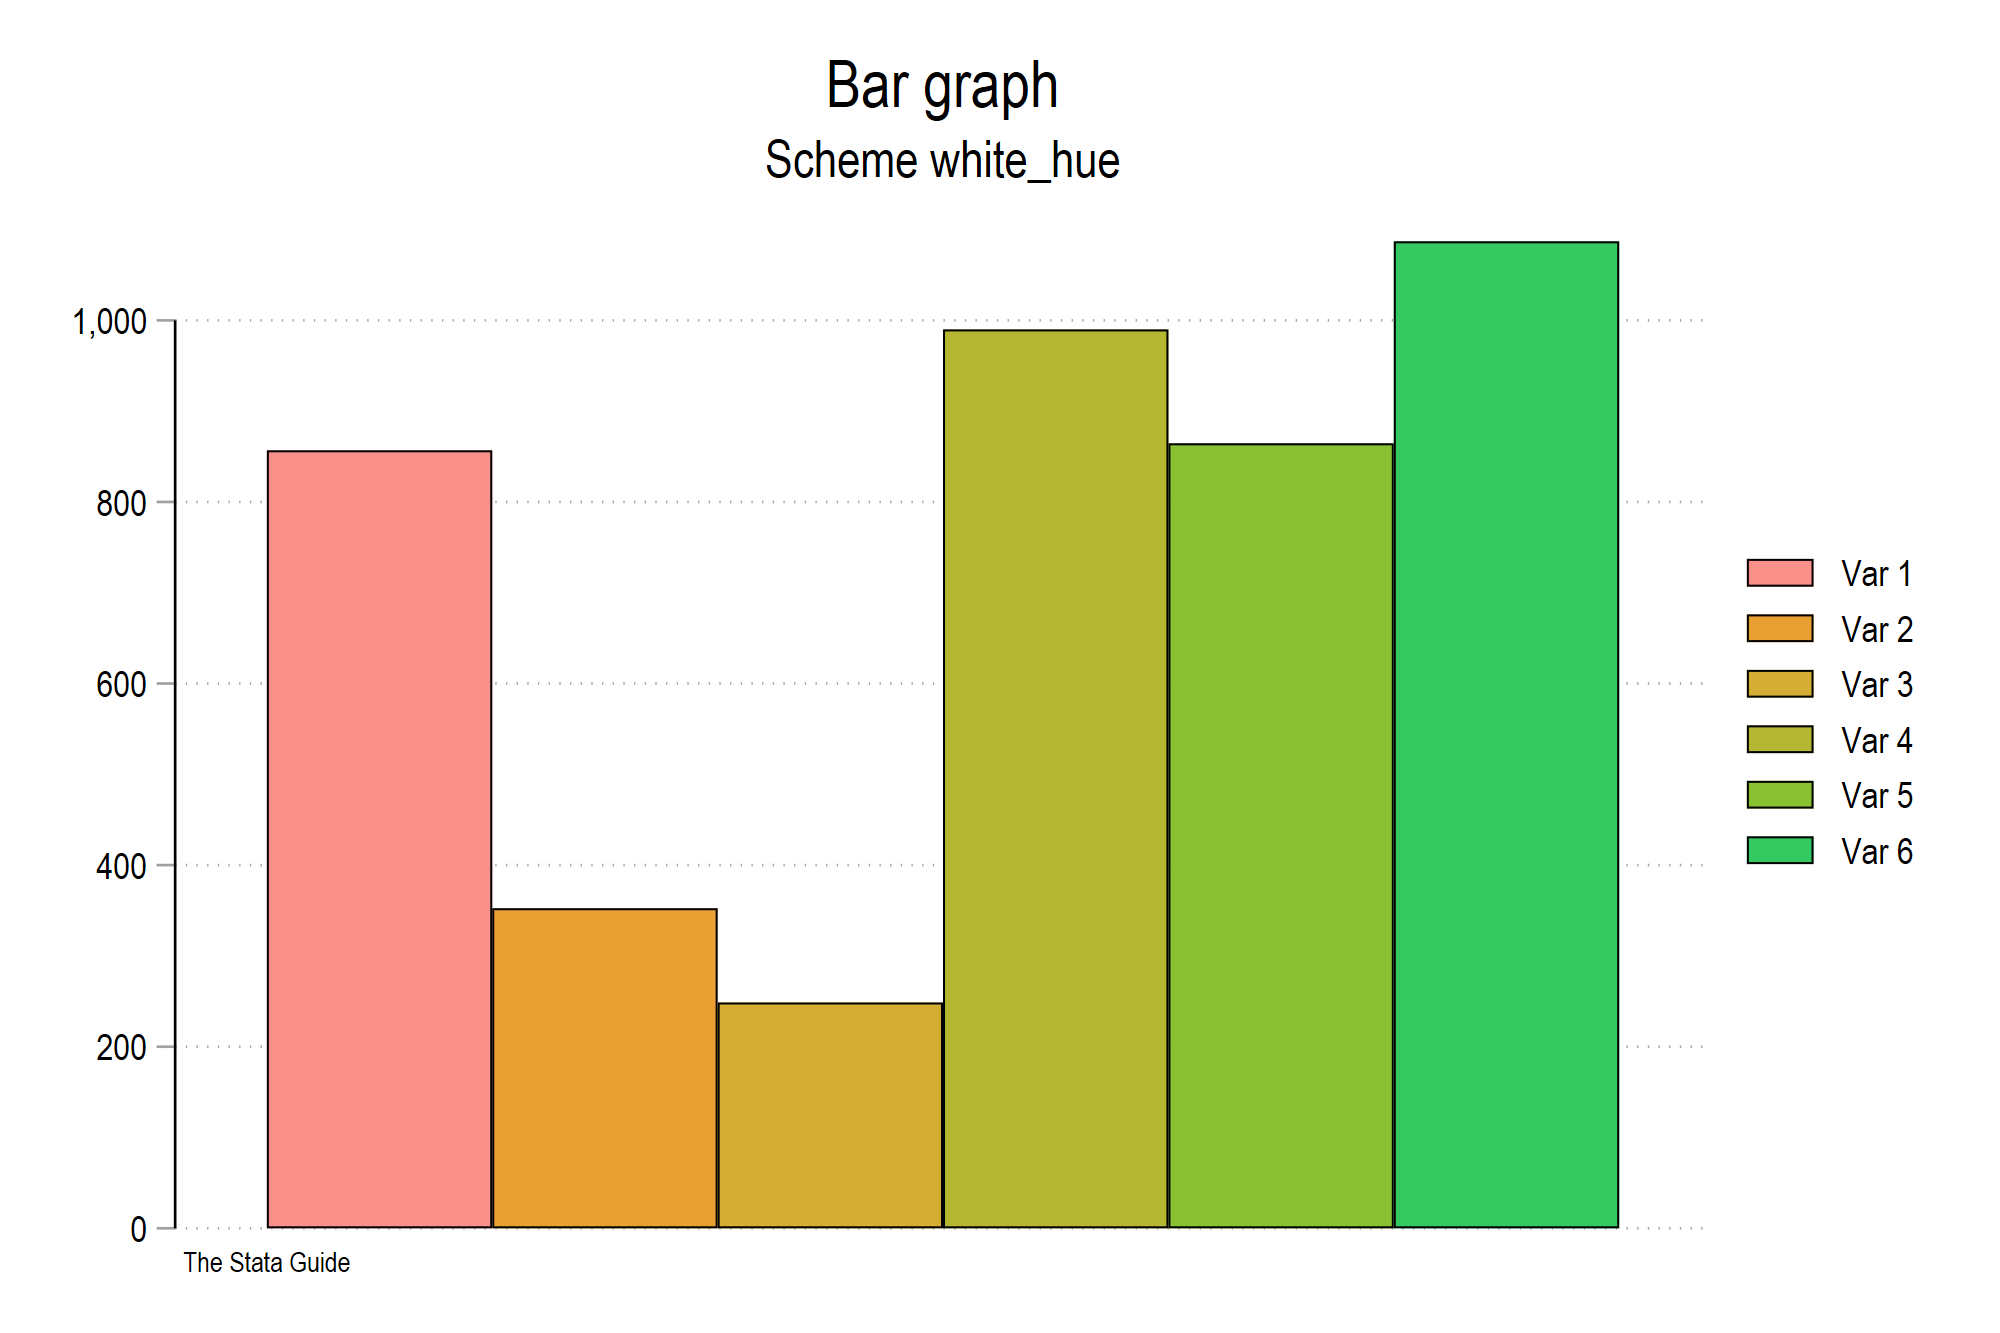 Bar graph
Scheme white_hue
1,000
800
600
400
200
0
Var 1
Var 2
Var 3
Var 4
Var 5
Var 6
The Stata Guide